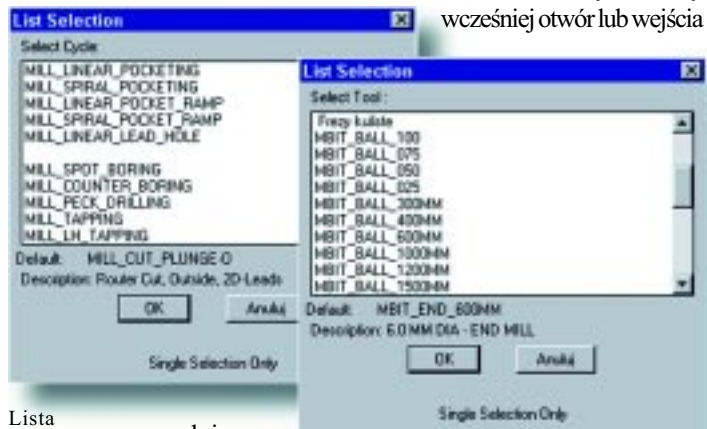 wcześniej otwór lub wejścia
List Selection
Select Cycle:
MILL_LINEAR_POCKETING
MILL_SPIRAL_POCKETING
MILL_LINEAR_POCKET_RAMP
MILL_SPIRAL_POCKET_RAMP
MILL_LINEAR_LEAD_HOLE
MILL_SPOT_BORING
MILL_COUNTER_BORING
MILL_PECK_DRILLING
MILL_TAPPING
MILL_LH_TAPPING
Default: MILL_CUT_PLUNGE-O
Description: Router Cut, Outside, 2D-Leads
OK Anuluj
Single Selection Only
List Selection
Select Tool :
Frezy kuliste
MBIT_BALL_100
MBIT_BALL_075
MBIT_BALL_050
MBIT_BALL_025
MBIT_BALL_300MM
MBIT_BALL_400MM
MBIT_BALL_600MM
MBIT_BALL_1000MM
MBIT_BALL_1200MM
MBIT_BALL_1500MM
Default: MBIT_END_600MM
Description: 6.0 MM DIA - END MILL
OK Anuluj
Single Selection Only
Lista